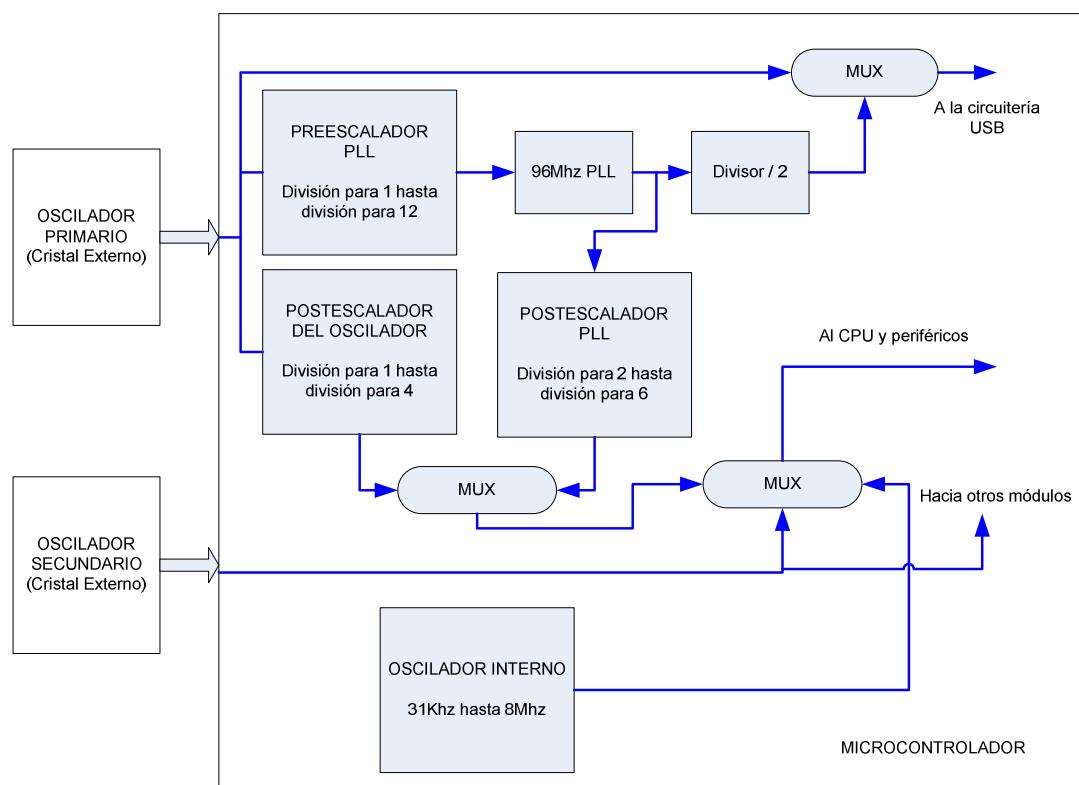 MUX
A la circuitería
USB
PREESCALADOR
PLL
División para 1 hasta
división para 12
96Mhz PLL
Divisor / 2
OSCILADOR
PRIMARIO
(Cristal Externo)
POSTESCALADOR
DEL OSCILADOR
División para 1 hasta
división para 4
POSTESCALADOR
PLL
División para 2 hasta
división para 6
Al CPU y periféricos
MUX
MUX
Hacia otros módulos
OSCILADOR
SECUNDARIO
(Cristal Externo)
OSCILADOR INTERNO
31Khz hasta 8Mhz
MICROCONTROLADOR